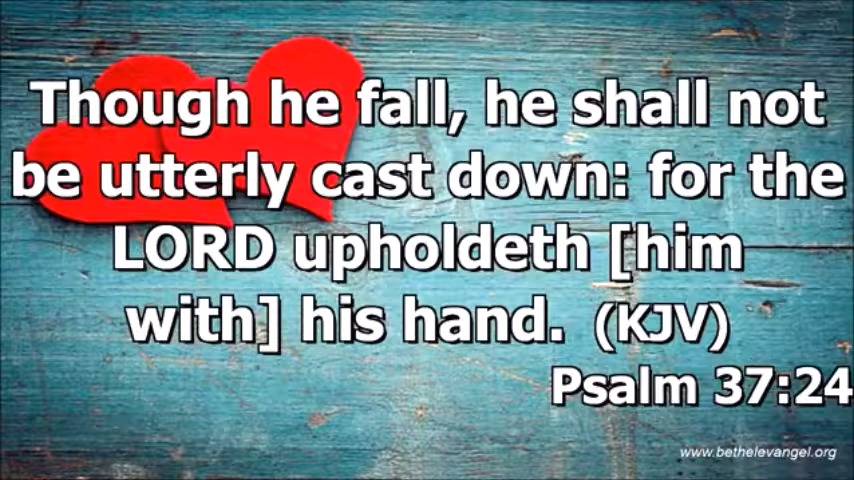 Though he fall, he shall not
be utterly cast down: for the
LORD upholdeth [him
with] his hand. (KJV)
Psalm 37:24
www.bethelevangel.org